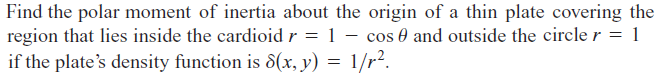 Find the polar moment of inertia about the origin of a thin plate covering the
region that lies inside the cardioid r = 1 − cos θ and outside the circle r = 1
if the plate's density function is δ(x, y) = 1/r².